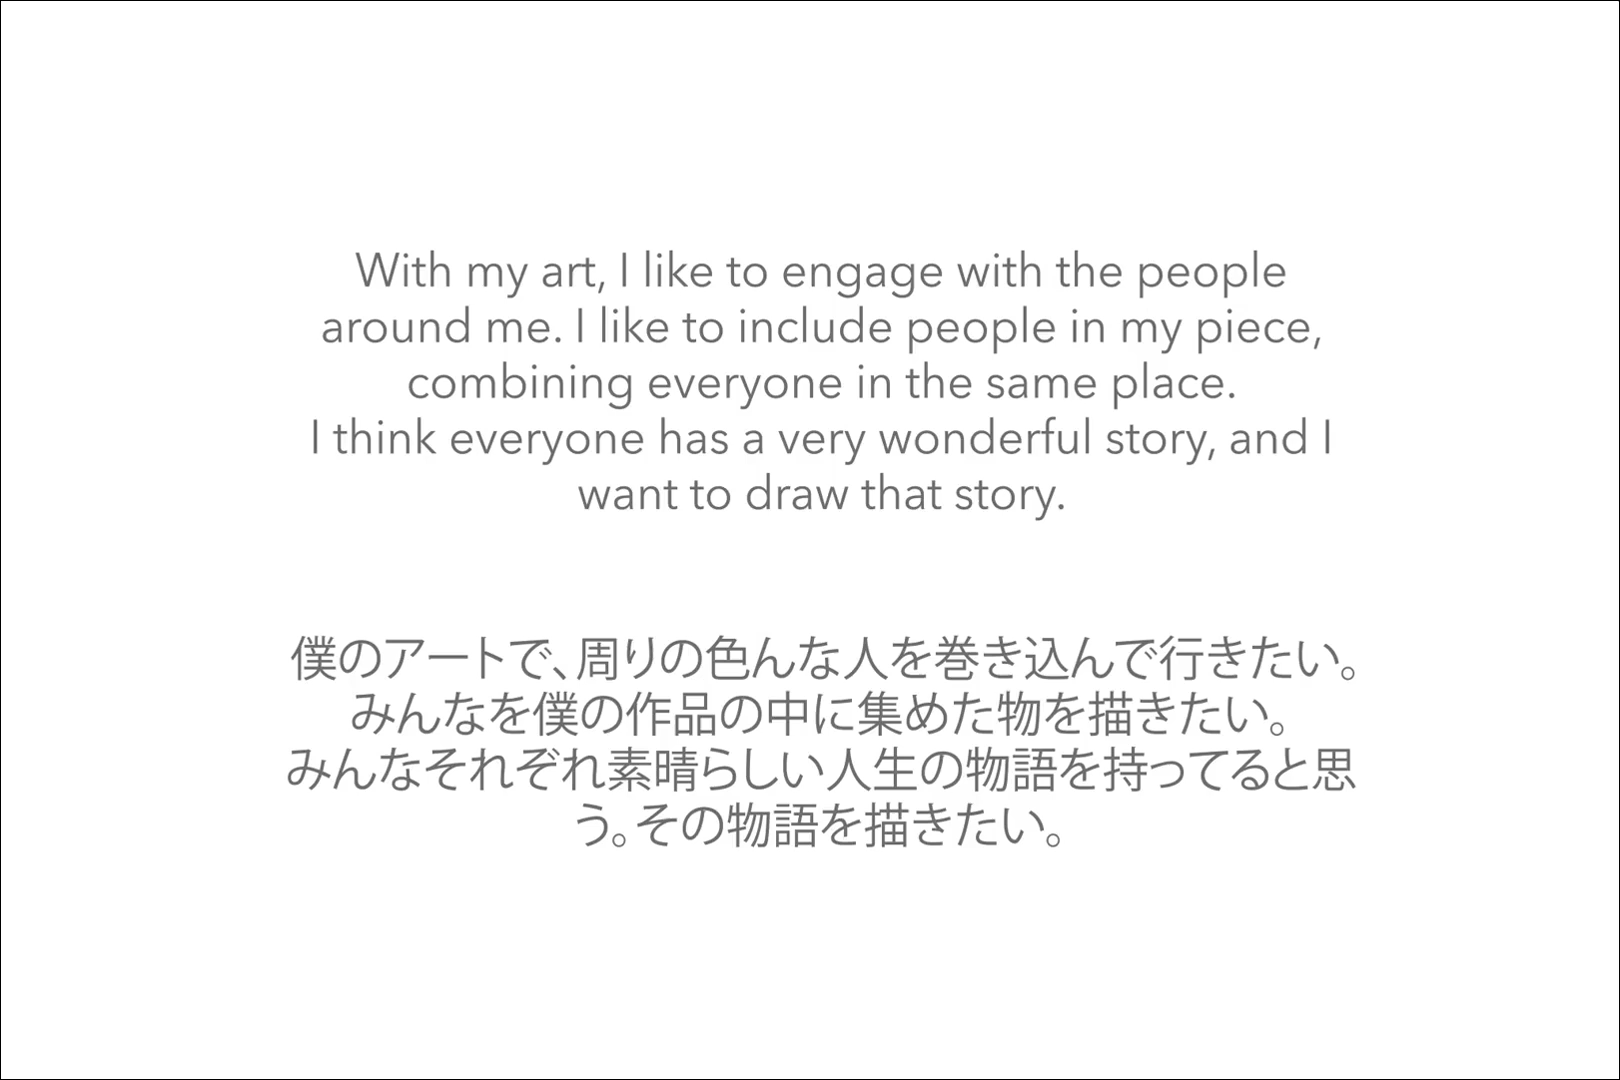 With my art, I like to engage with the people
around me. I like to include people in my piece,
combining everyone in the same place.
I think everyone has a very wonderful story, and I
want to draw that story.
僕のアートで、周りの色んな人を巻き込んで行きたい。
みんなを僕の作品の中に集めた物を描きたい。
みんなそれぞれ素晴らしい人生の物語を持ってると思
う。その物語を描きたい。